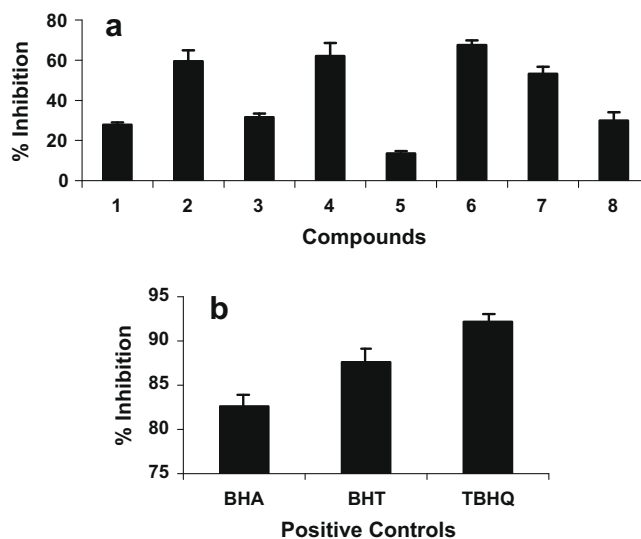 a
% Inhibition
80
60
40
20
0
1 2 3 4 5 6 7 8
Compounds
b
% Inhibition
95
90
85
80
75
BHA BHT TBHQ
Positive Controls